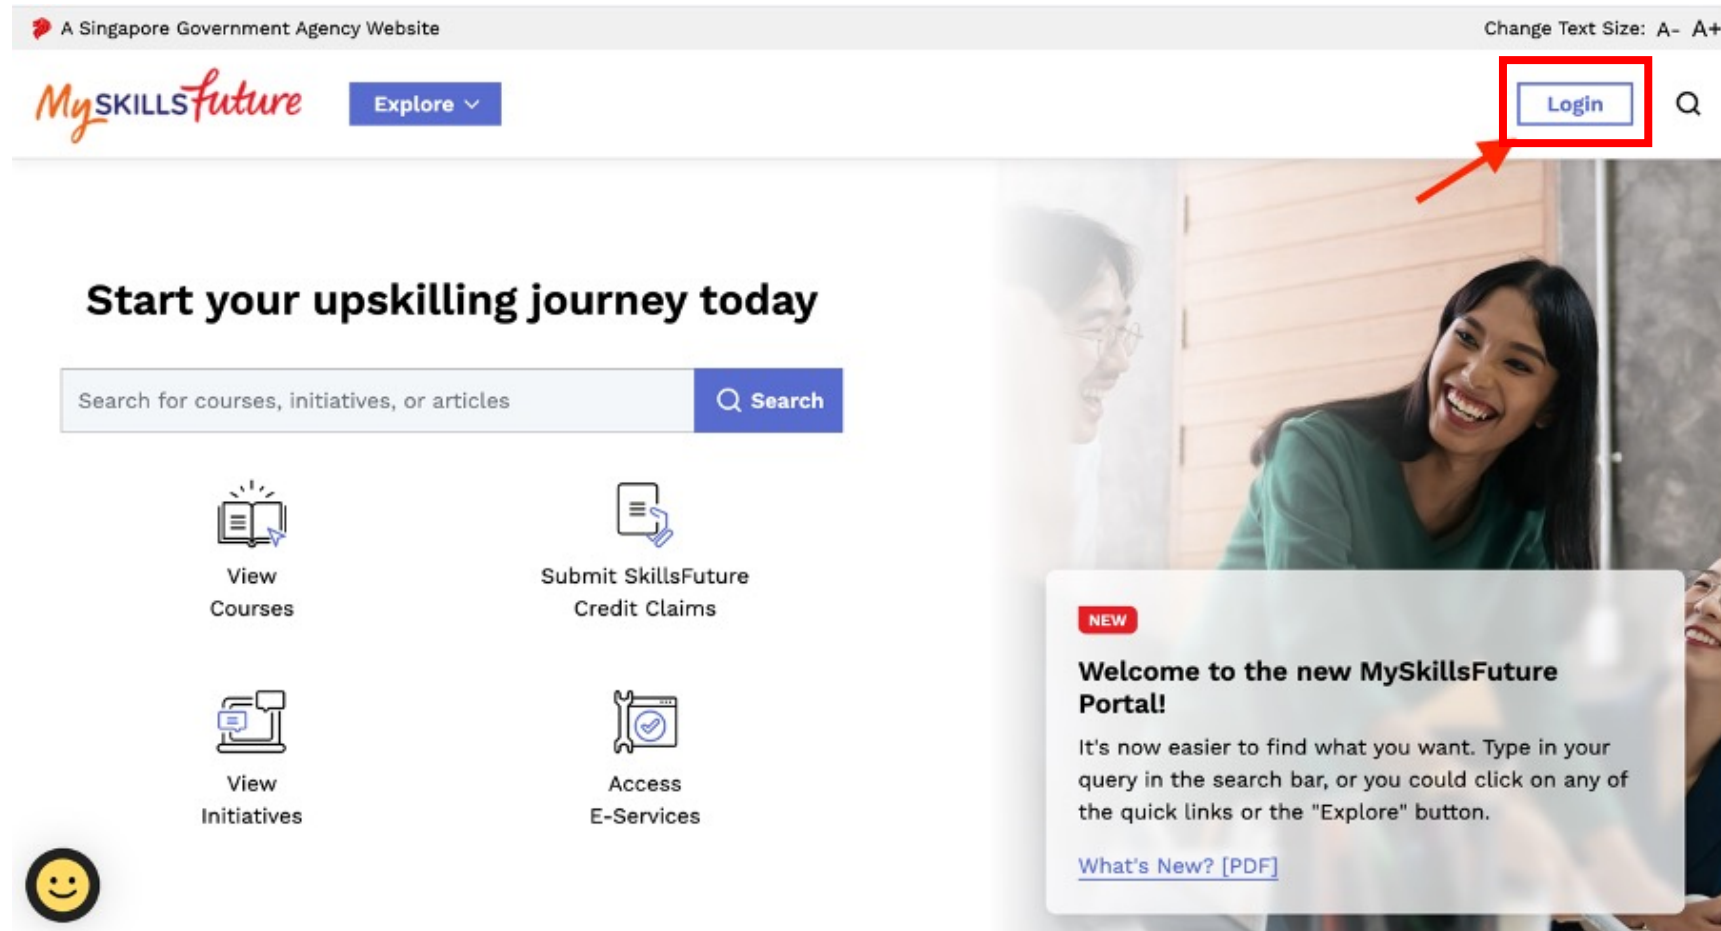 A Singapore Government Agency Website
Change Text Size: A- A+
MySKILLSfuture
Explore
Login
Start your upskilling journey today
Search for courses, initiatives, or articles
Search
View
Courses
Submit SkillsFuture
Credit Claims
View
Initiatives
Access
E-Services
NEW
Welcome to the new MySkillsFuture
Portal!
It's now easier to find what you want. Type in your
query in the search bar, or you could click on any of
the quick links or the "Explore" button.
What's New? [PDF]